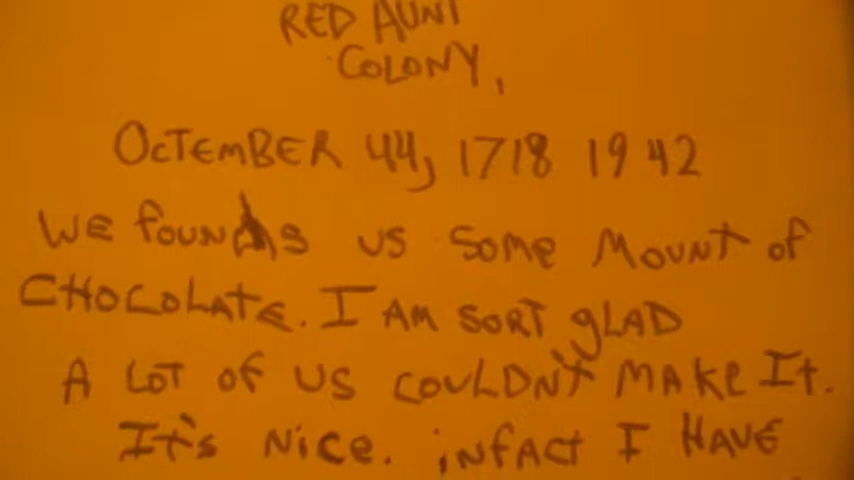 RED AUNT
COLONY,
OCTEMBER 44, 1718 1942
WE founds us some Mount of
CHOCOLATE. I AM SORT gLAD
A LOT of US COULDN't MAKE It.
It's Nice. infact I HAVE